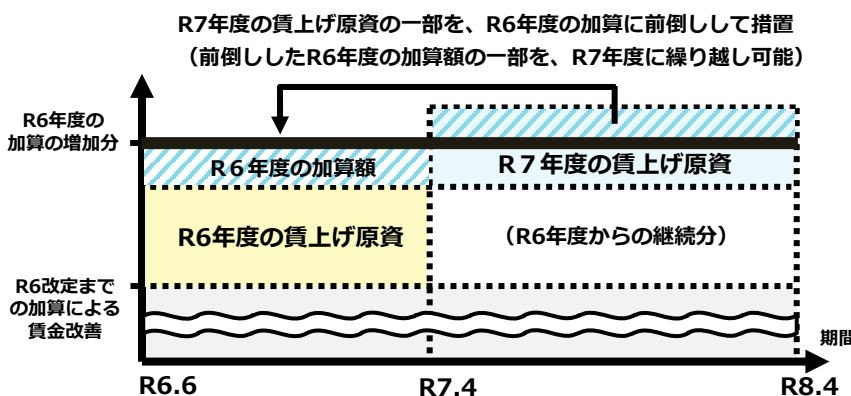 R7年度の賃上げ原資の一部を、R6年度の加算に前倒しして措置
（前倒ししたR6年度の加算額の一部を、R7年度に繰り越し可能）
R6年度の
加算の増加分
R６年度の加算額
R７年度の賃上げ原資
R6年度の賃上げ原資
（R6年度からの継続分）
R6改定まで
の加算による
賃金改善
期間
R6.6
R7.4
R8.4